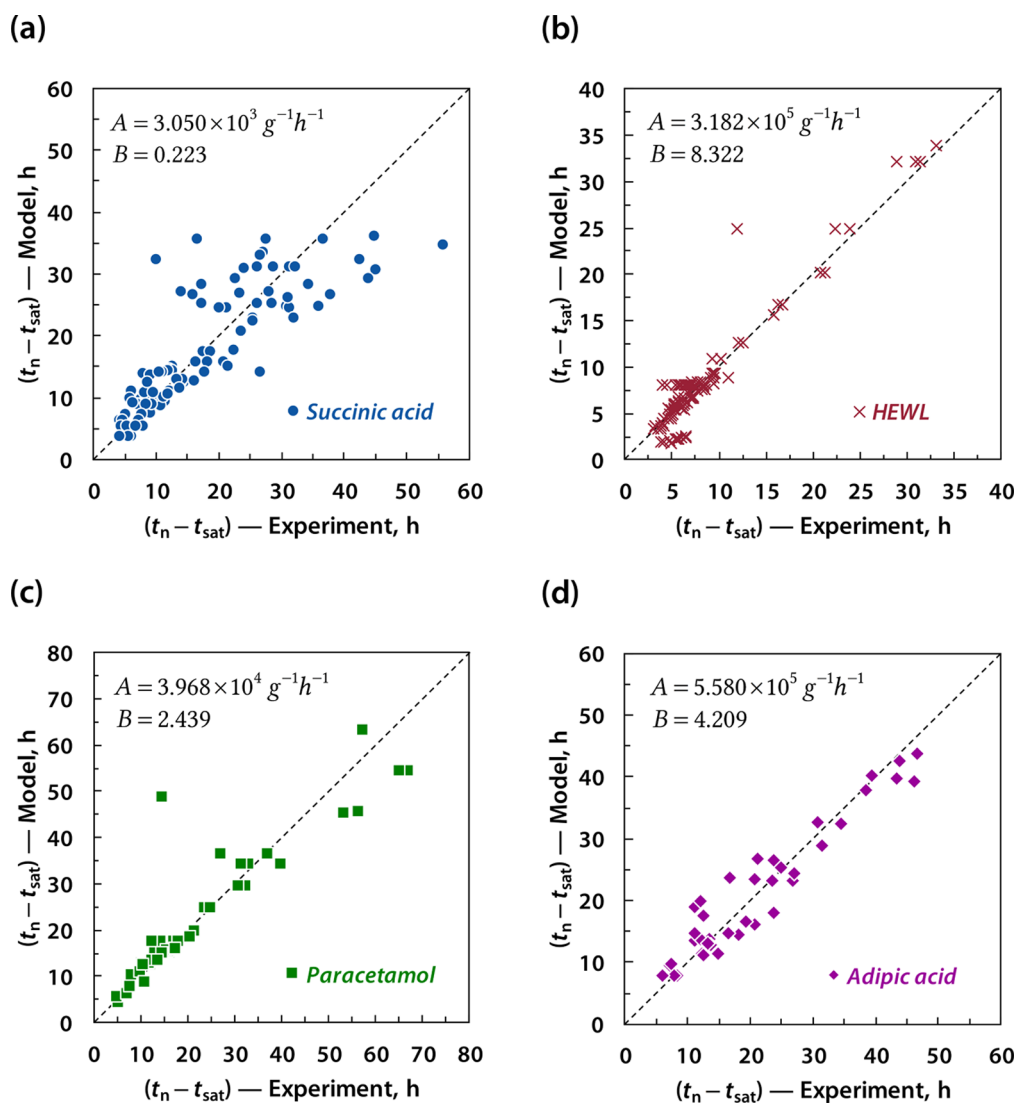 (a)
60
50
40
30
20
10
0
(tn – tsat) — Model, h
A = 3.050×10³ g⁻¹h⁻¹
B = 0.223
Succinic acid
0 10 20 30 40 50 60
(tn – tsat) — Experiment, h
(b)
40
35
30
25
20
15
10
5
0
(tn – tsat) — Model, h
A = 3.182×10⁵ g⁻¹h⁻¹
B = 8.322
HEWL
0 5 10 15 20 25 30 35 40
(tn – tsat) — Experiment, h
(c)
80
70
60
50
40
30
20
10
0
(tn – tsat) — Model, h
A = 3.968×10⁴ g⁻¹h⁻¹
B = 2.439
Paracetamol
0 10 20 30 40 50 60 70 80
(tn – tsat) — Experiment, h
(d)
60
50
40
30
20
10
0
(tn – tsat) — Model, h
A = 5.580×10⁵ g⁻¹h⁻¹
B = 4.209
Adipic acid
0 10 20 30 40 50 60
(tn – tsat) — Experiment, h